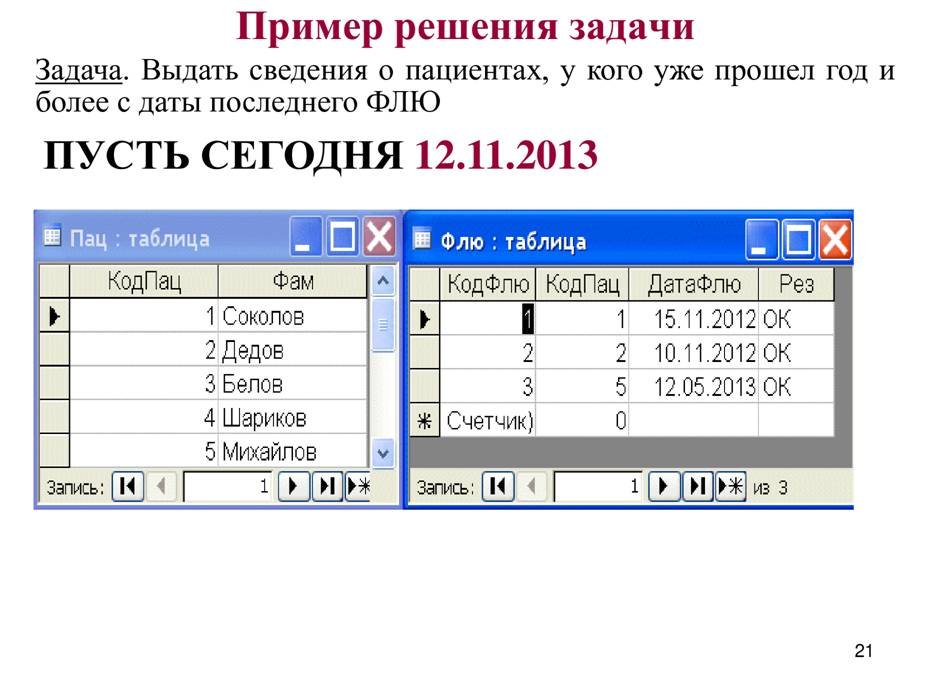 Пример решения задачи
Задача. Выдать сведения о пациентах, у кого уже прошел год и
более с даты последнего ФЛЮ
ПУСТЬ СЕГОДНЯ 12.11.2013
Пац : таблица
КодПац Фам
1 Соколов
2 Дедов
3 Белов
4 Шариков
5 Михайлов
Запись: 1
Флю : таблица
КодФлю КодПац ДатаФлю Рез
1 1 15.11.2012 ОК
2 2 10.11.2012 ОК
3 5 12.05.2013 ОК
Счетчик) 0
Запись: 1 из 3
21